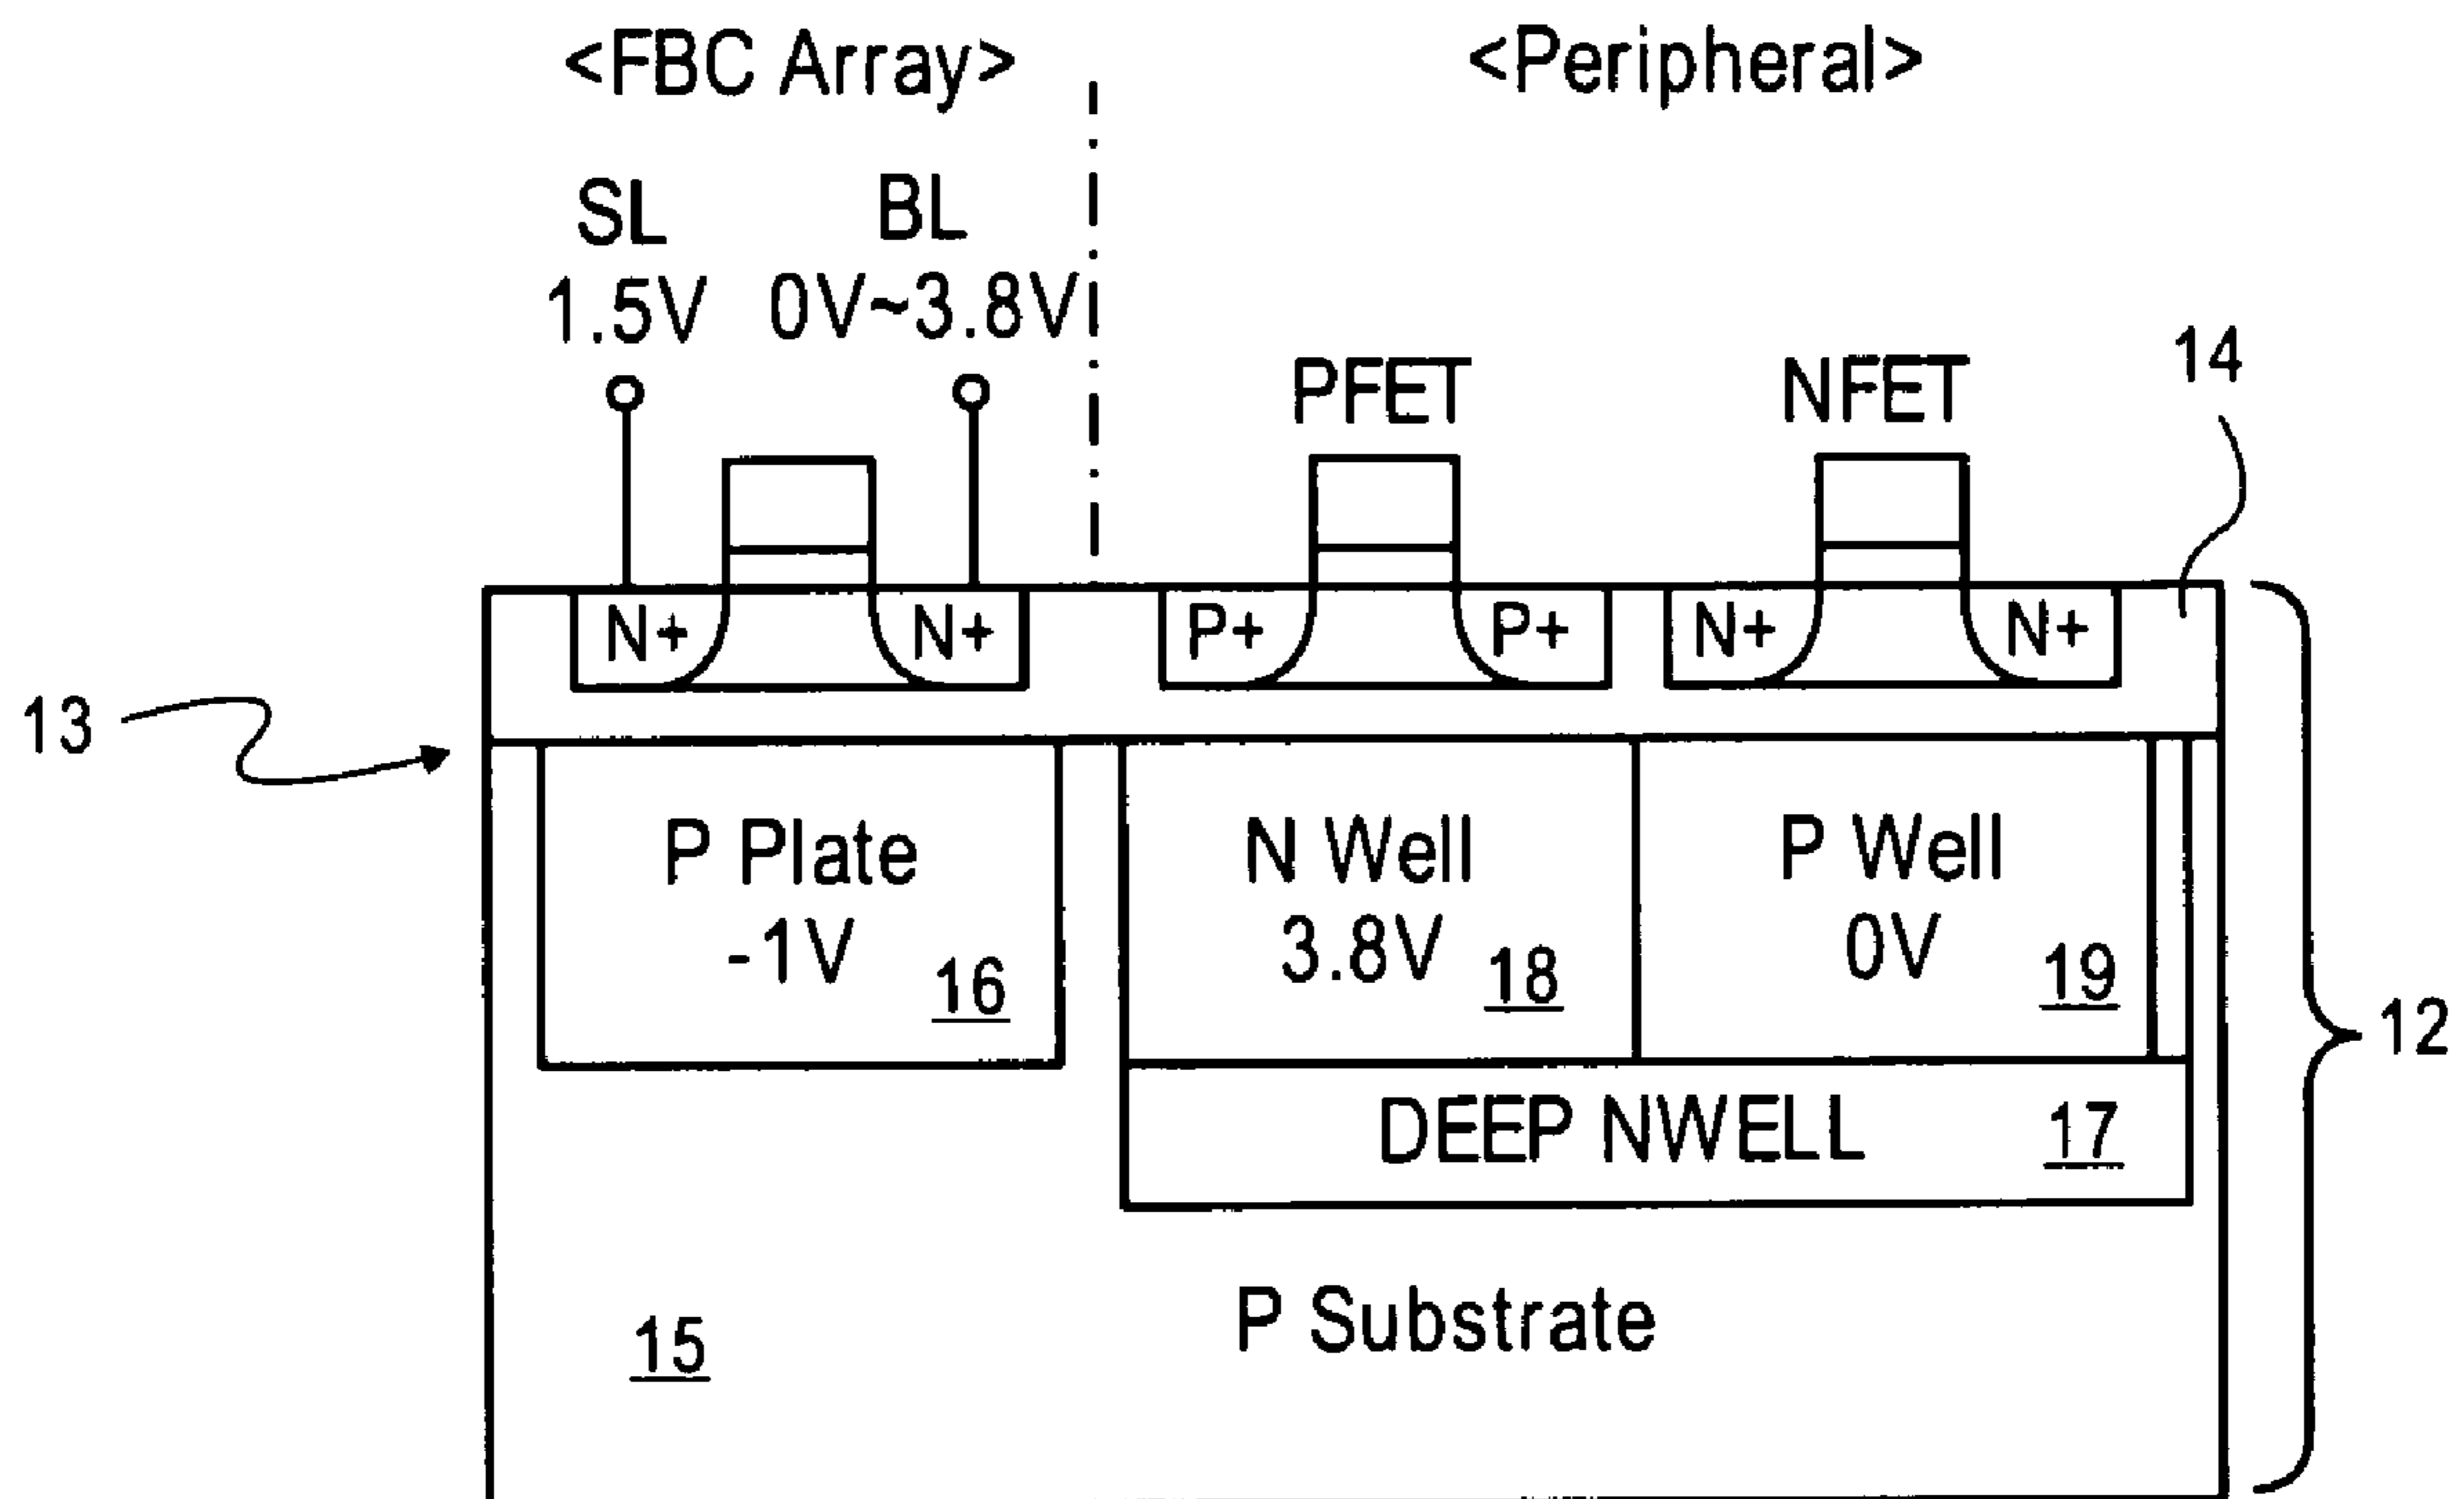 <FBC Array>
<Peripheral>
SL
BL
1.5V
0V~3.8V
14
PFET
NFET
N+
N+
P+
P+
N+
N+
13
P Plate
-1V
16
N Well
3.8V
18
P Well
0V
19
12
DEEP NWELL
17
P Substrate
15